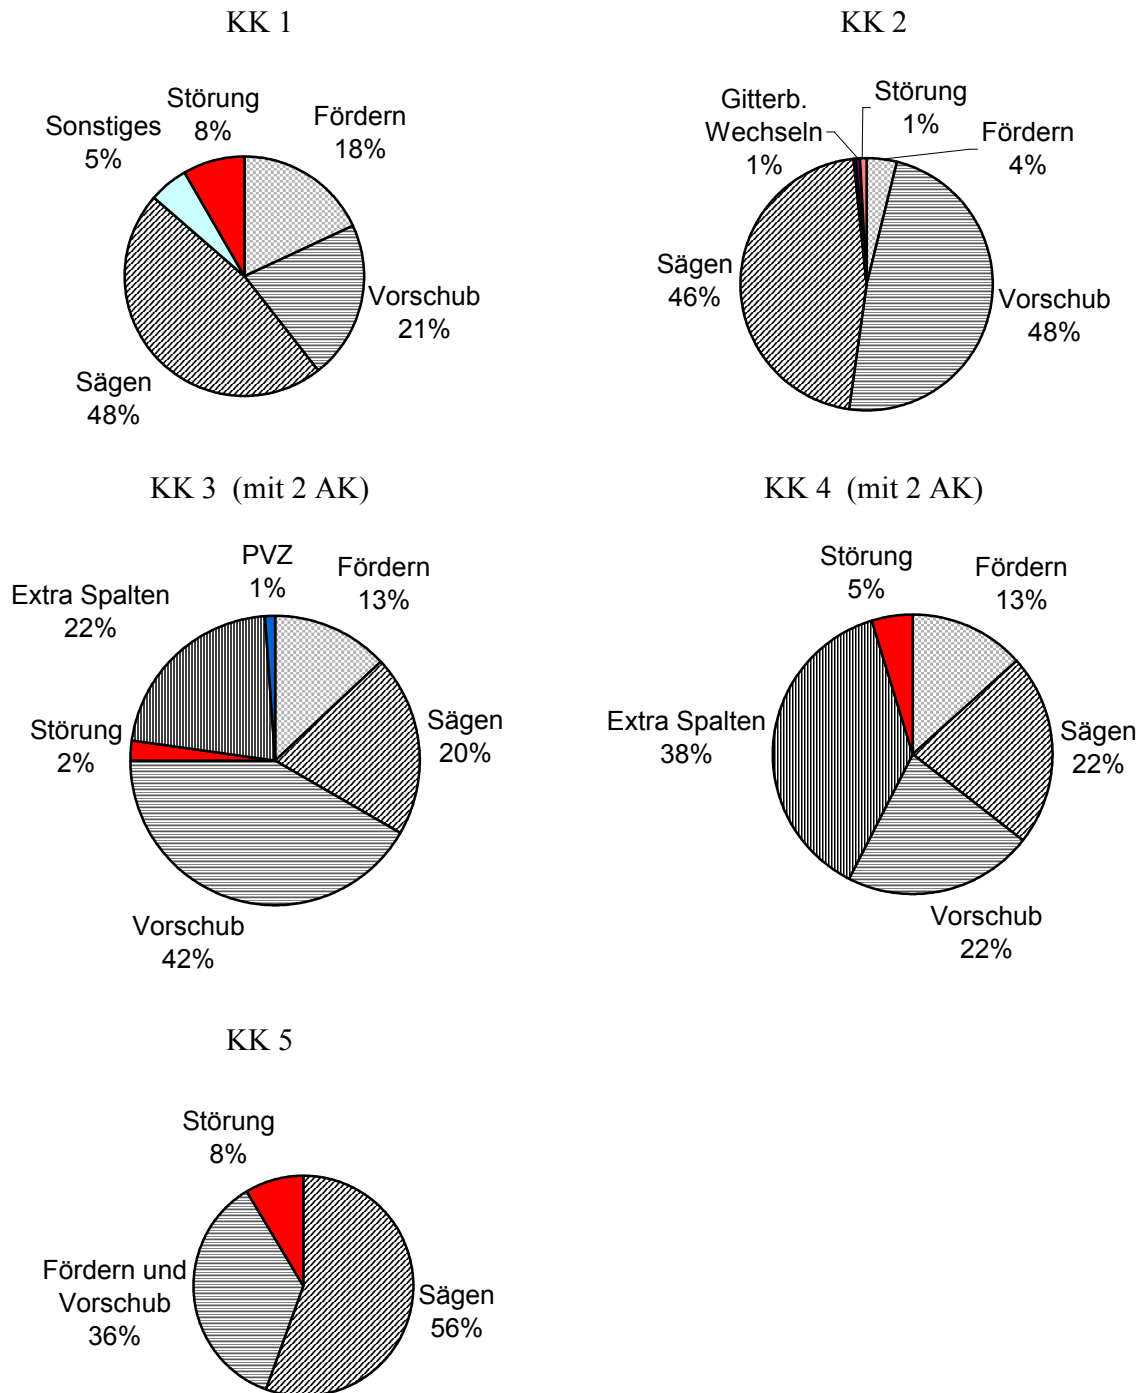 KK 1
Störung
8%
Fördern
18%
Sonstiges
5%
Vorschub
21%
Sägen
48%
KK 2
Gitterb.
Wechseln
1%
Störung
1%
Fördern
4%
Sägen
46%
Vorschub
48%
KK 3 (mit 2 AK)
PVZ
1%
Fördern
13%
Extra Spalten
22%
Störung
2%
Sägen
20%
Vorschub
42%
KK 4 (mit 2 AK)
Störung
5%
Fördern
13%
Extra Spalten
38%
Sägen
22%
Vorschub
22%
KK 5
Störung
8%
Fördern und
Vorschub
36%
Sägen
56%